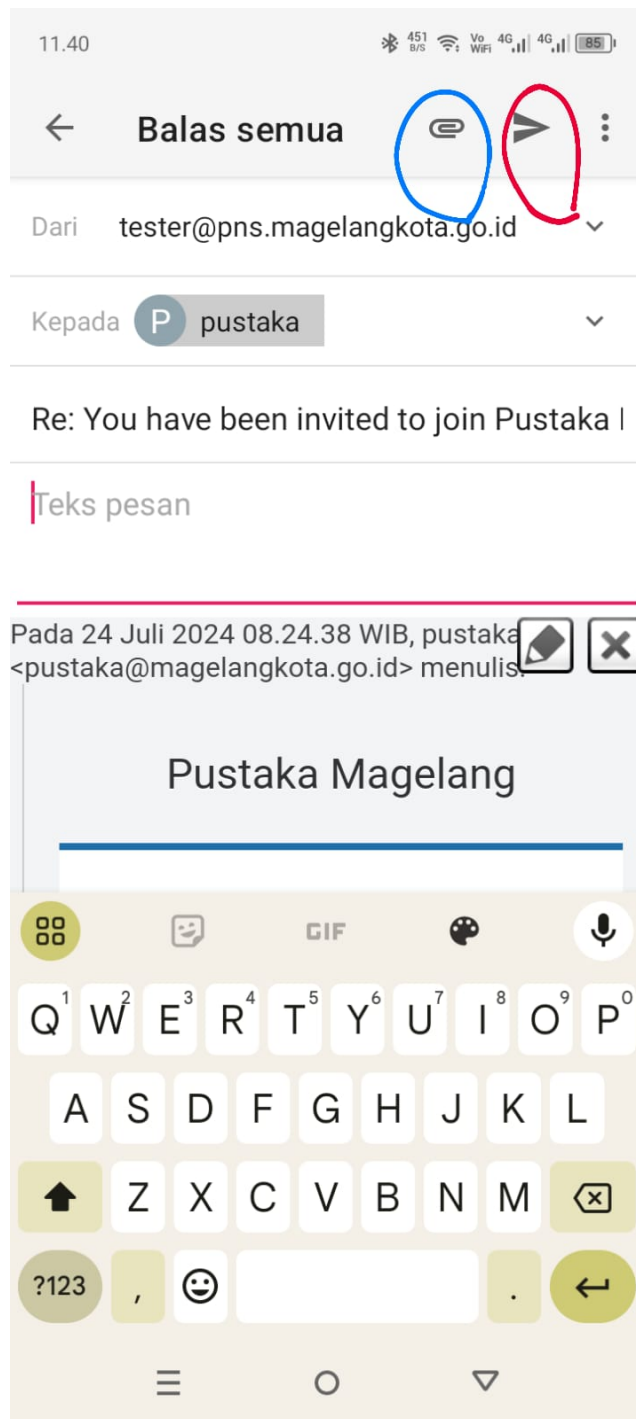 11.40 451 B/S Vo WiFi 4G 4G 85
Balas semua
Dari tester@pns.magelangkota.go.id
Kepada P pustaka
Re: You have been invited to join Pustaka
Teks pesan
Pada 24 Juli 2024 08.24.38 WIB, pustaka
<pustaka@magelangkota.go.id> menulis:
Pustaka Magelang
GIF
Q1 W2 E3 R4 T5 Y6 U7 I8 O9 P0
A S D F G H J K L
Z X C V B N M
?123 , .